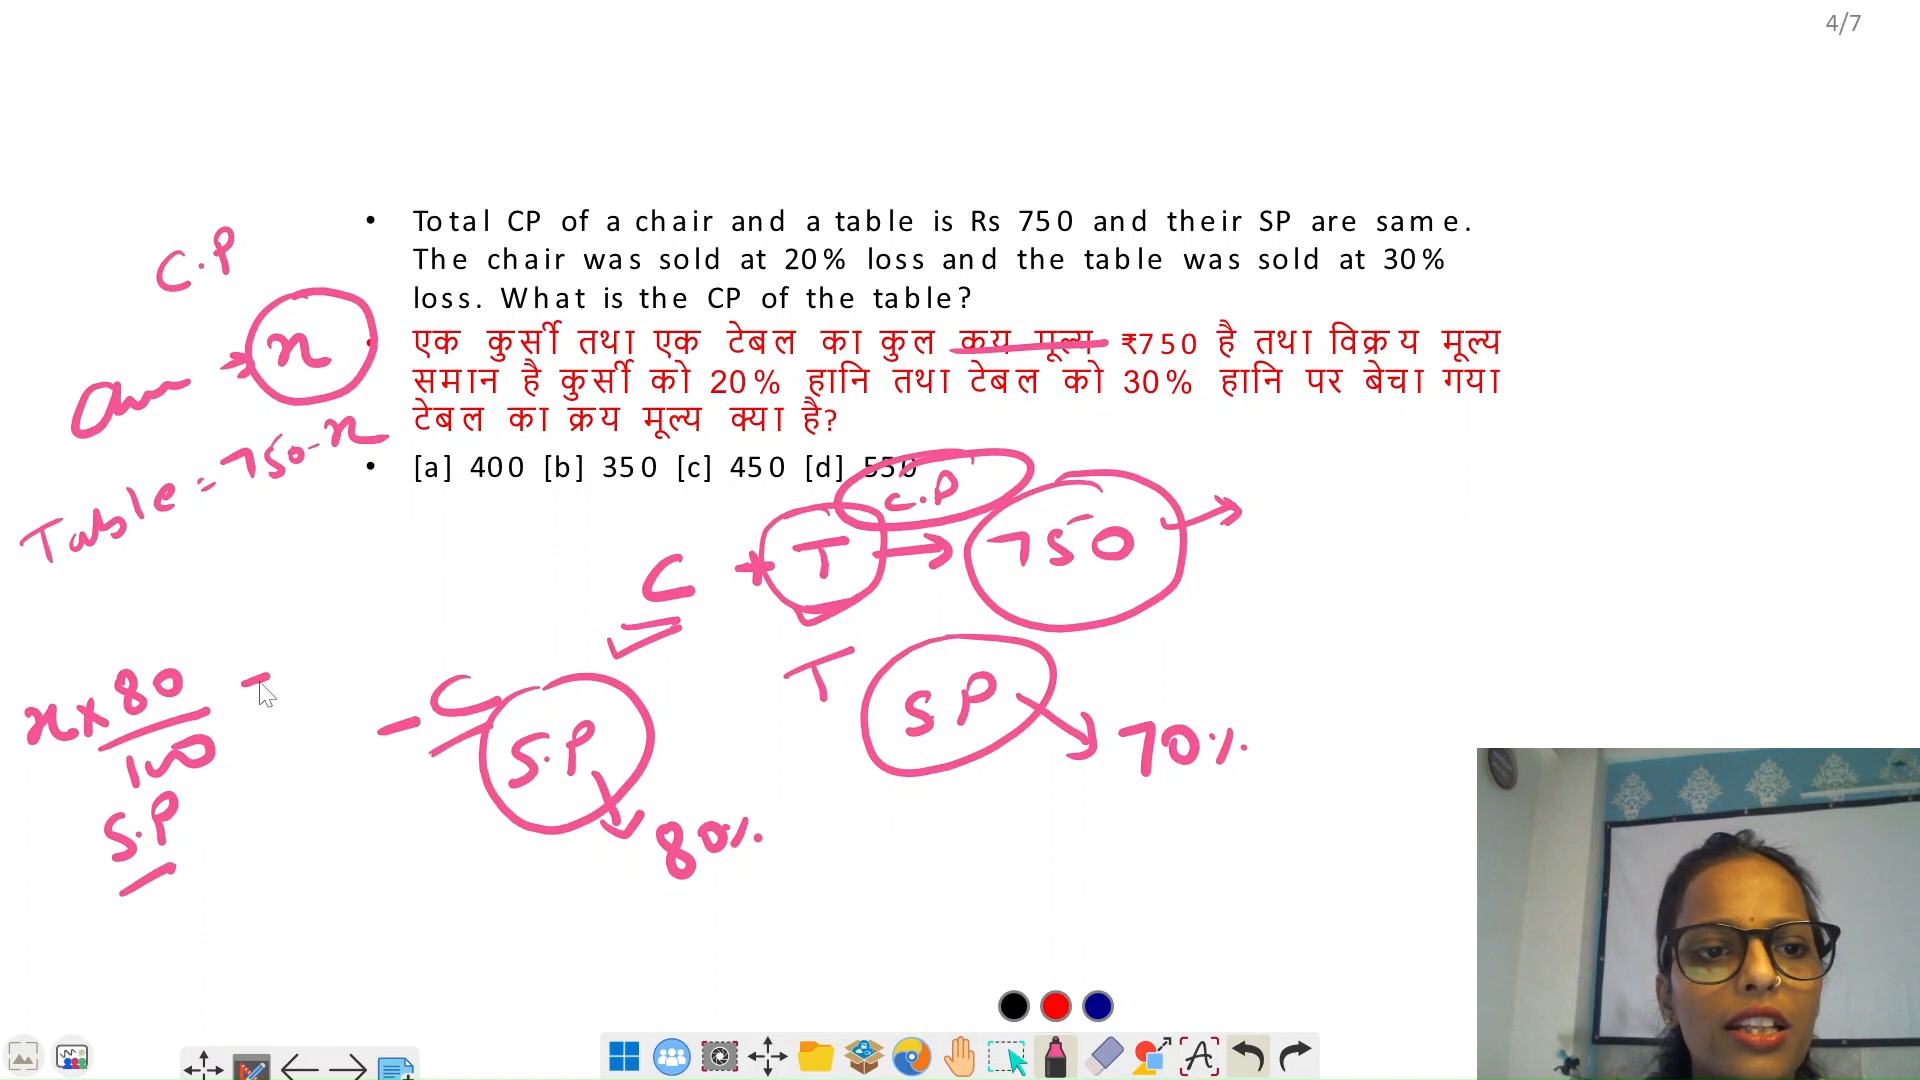 4/7
• Total CP of a chair and a table is Rs 750 and their SP are same.
The chair was sold at 20% loss and the table was sold at 30%
loss. What is the CP of the table?
एक कुर्सी तथा एक टेबल का कुल क्रय मूल्य ₹750 है तथा विक्रय मूल्य
समान है कुर्सी को 20% हानि तथा टेबल को 30% हानि पर बेचा गया
टेबल का क्रय मूल्य क्या है?
• [a] 400 [b] 350 [c] 450 [d] 550
C.P
→ x
Table = 750-x
C.P
C + T → 750 →
x × 80/100 -
S.P
C S.P
80%
T SP
70%